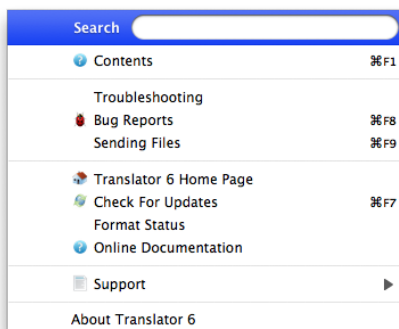 Search
Contents ⌘F1
Troubleshooting
Bug Reports ⌘F8
Sending Files ⌘F9
Translator 6 Home Page
Check For Updates ⌘F7
Format Status
Online Documentation
Support
About Translator 6